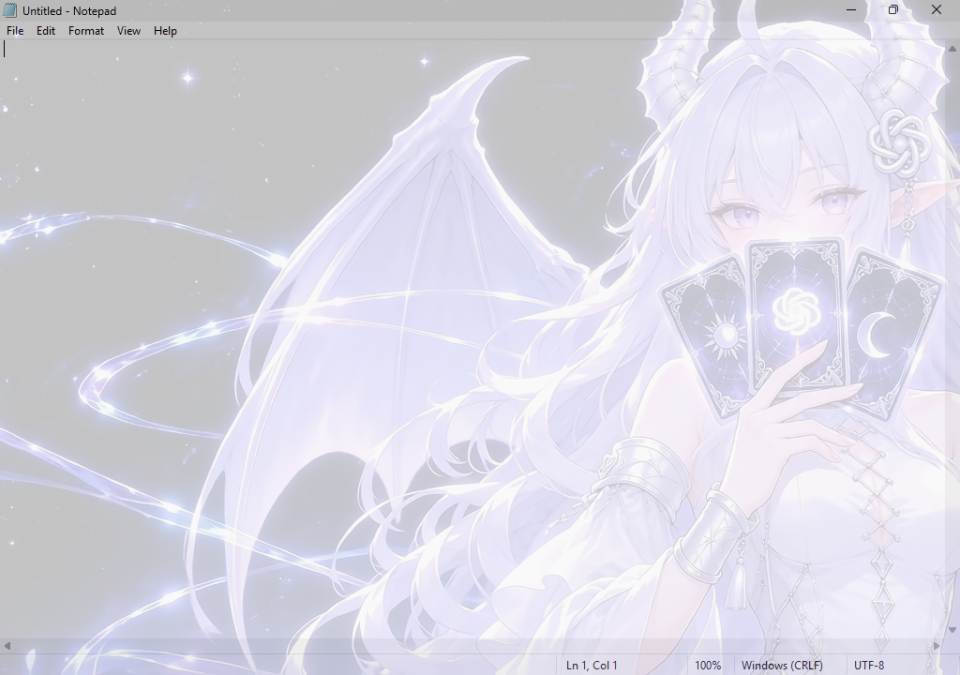 Untitled - Notepad
File Edit Format View Help
Ln 1, Col 1 100% Windows (CRLF) UTF-8